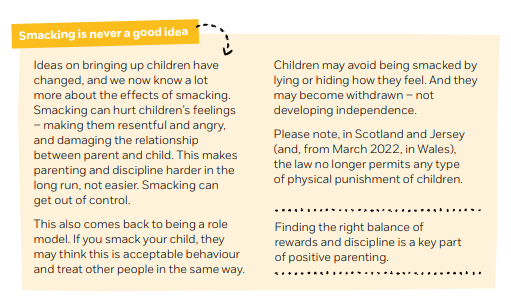 Smacking is never a good idea
Ideas on bringing up children have
changed, and we now know a lot
more about the effects of smacking.
Smacking can hurt children's feelings
– making them resentful and angry,
and damaging the relationship
between parent and child. This makes
parenting and discipline harder in the
long run, not easier. Smacking can
get out of control.
This also comes back to being a role
model. If you smack your child, they
may think this is acceptable behaviour
and treat other people in the same way.
Children may avoid being smacked by
lying or hiding how they feel. And they
may become withdrawn – not
developing independence.
Please note, in Scotland and Jersey
(and, from March 2022, in Wales),
the law no longer permits any type
of physical punishment of children.
Finding the right balance of
rewards and discipline is a key part
of positive parenting.